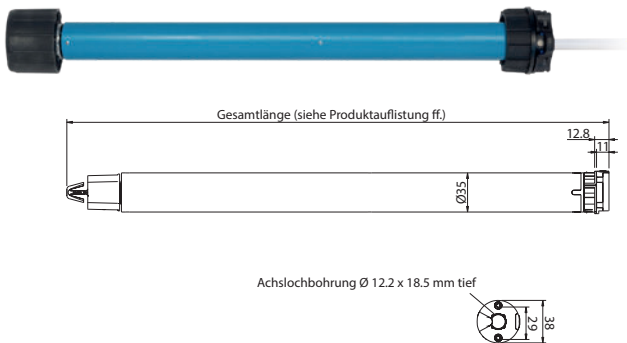 Gesamtlänge (siehe Produktauflistung ff.)
12.8
11
Ø35
Achslochbohrung Ø 12.2 x 18.5 mm tief
29
38